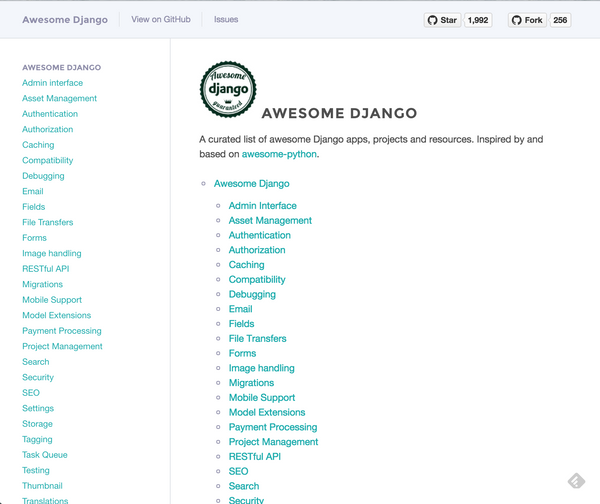 Awesome Django
View on GitHub
Issues
Star
1,992
Fork
256
AWESOME DJANGO
Admin interface
Asset Management
Authentication
Authorization
Caching
Compatibility
Debugging
Email
Fields
File Transfers
Forms
Image handling
RESTful API
Migrations
Mobile Support
Model Extensions
Payment Processing
Project Management
Search
Security
SEO
Settings
Storage
Tagging
Task Queue
Testing
Thumbnail
Translations
Awesome
django
guaranteed
AWESOME DJANGO
A curated list of awesome Django apps, projects and resources. Inspired by and
based on awesome-python.
Awesome Django
Admin Interface
Asset Management
Authentication
Authorization
Caching
Compatibility
Debugging
Email
Fields
File Transfers
Forms
Image handling
Migrations
Mobile Support
Model Extensions
Payment Processing
Project Management
RESTful API
SEO
Search
Security